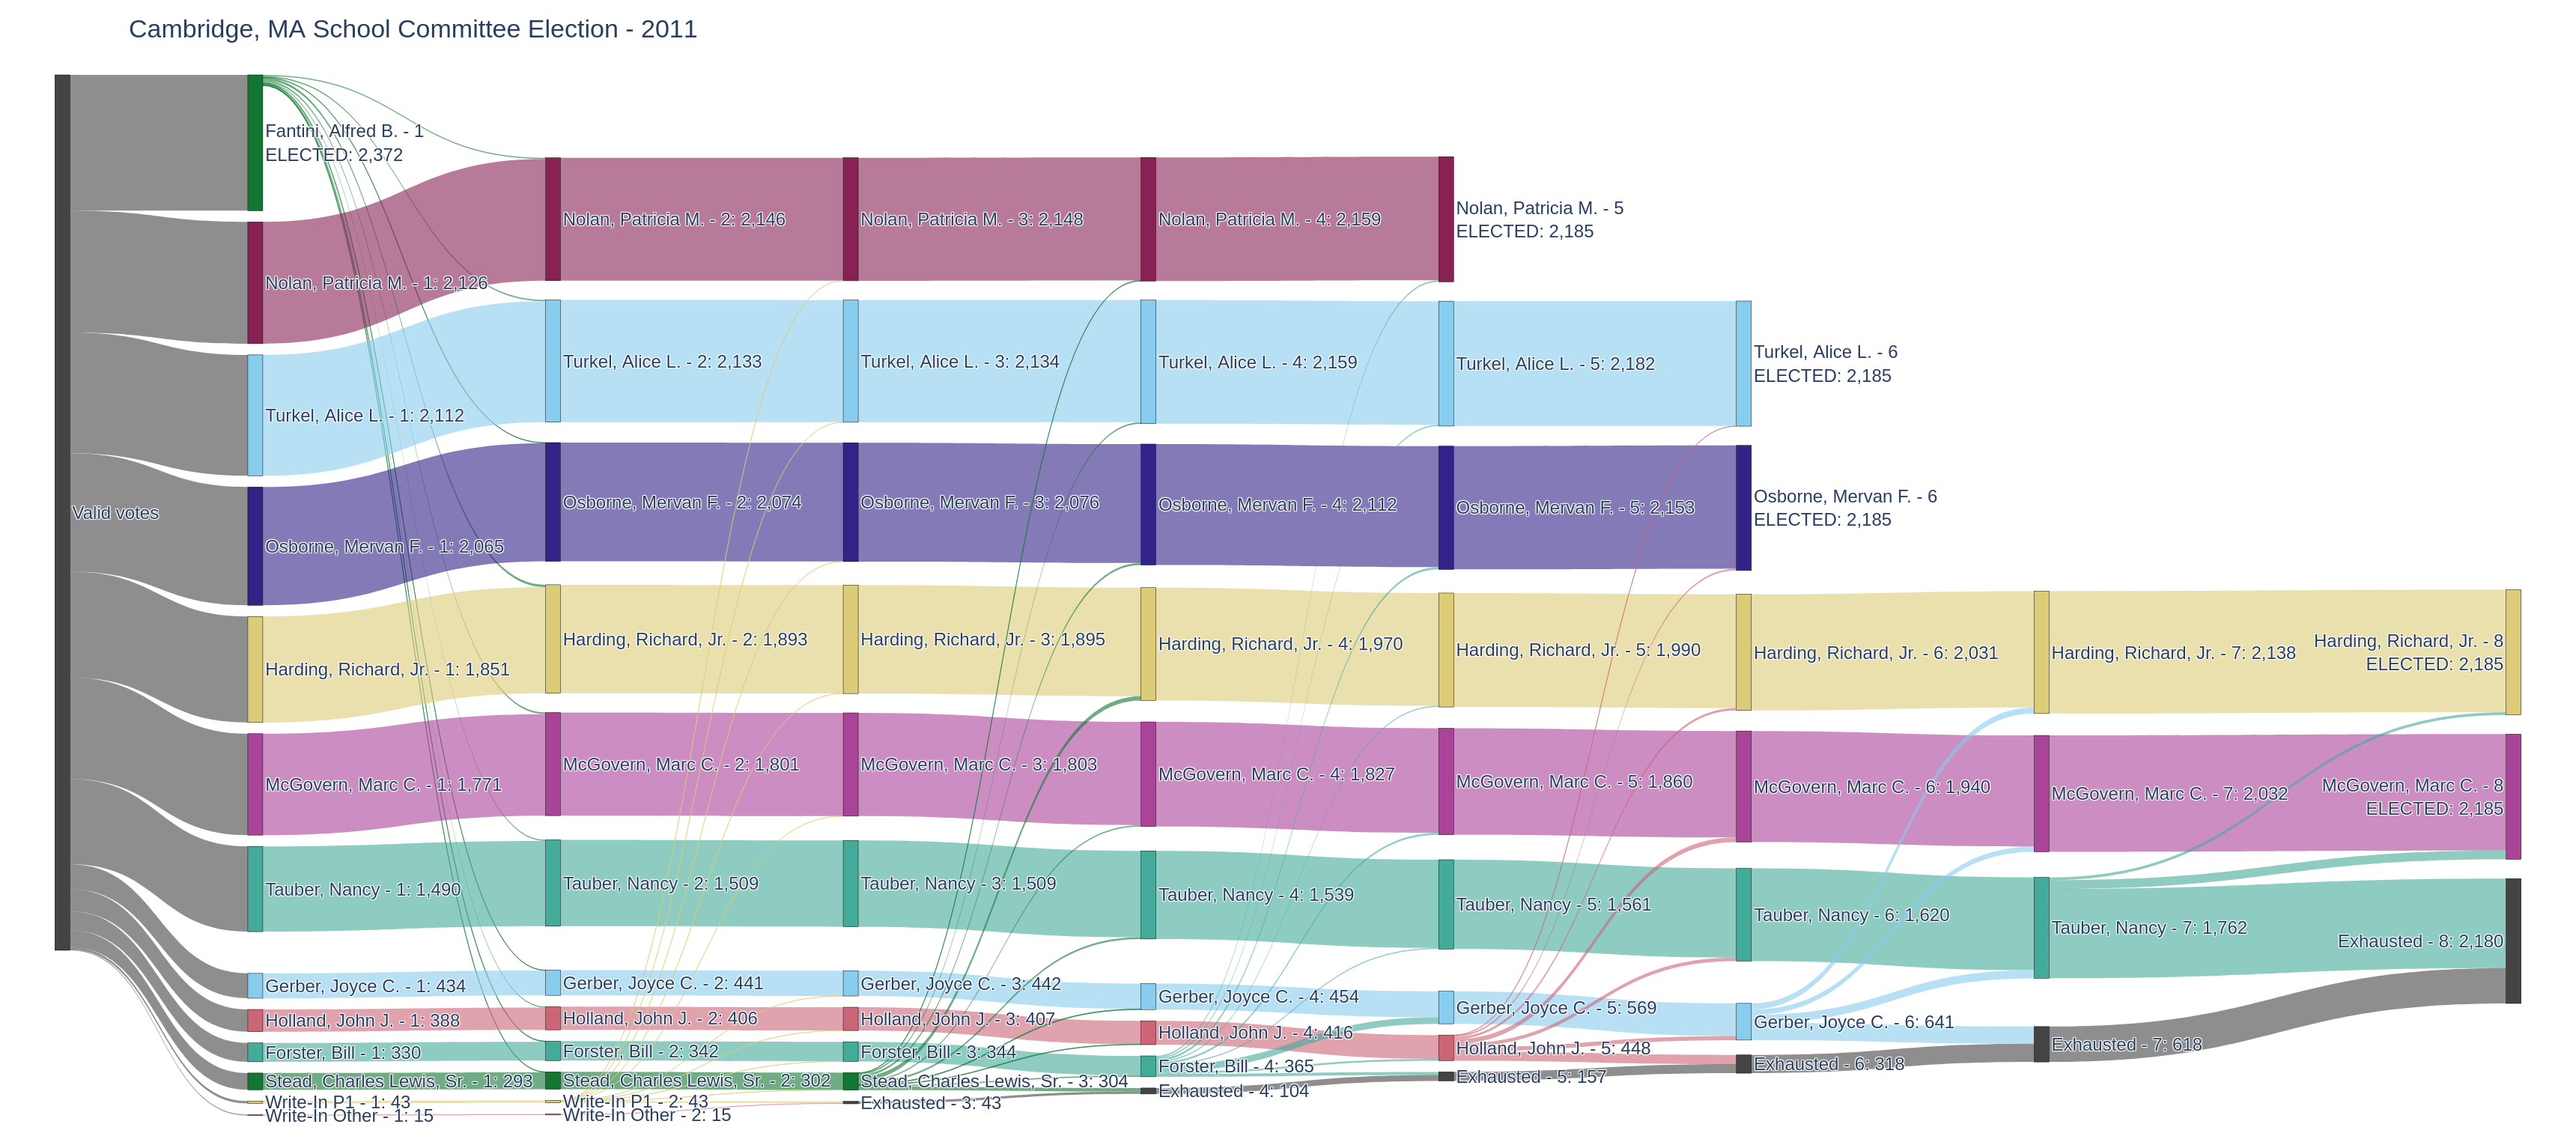 Cambridge, MA School Committee Election - 2011
Valid votes
Fantini, Alfred B. - 1
ELECTED: 2,372
Nolan, Patricia M. - 1: 2,126
Turkel, Alice L. - 1: 2,112
Osborne, Mervan F. - 1: 2,065
Harding, Richard, Jr. - 1: 1,851
McGovern, Marc C. - 1: 1,771
Tauber, Nancy - 1: 1,490
Gerber, Joyce C. - 1: 434
Holland, John J. - 1: 388
Forster, Bill - 1: 330
Stead, Charles Lewis, Sr. - 1: 293
Write-In P1 - 1: 43
Write-In Other - 1: 15
Nolan, Patricia M. - 2: 2,146
Turkel, Alice L. - 2: 2,133
Osborne, Mervan F. - 2: 2,074
Harding, Richard, Jr. - 2: 1,893
McGovern, Marc C. - 2: 1,801
Tauber, Nancy - 2: 1,509
Gerber, Joyce C. - 2: 441
Holland, John J. - 2: 406
Forster, Bill - 2: 342
Stead, Charles Lewis, Sr. - 2: 302
Write-In P1 - 2: 43
Write-In Other - 2: 15
Nolan, Patricia M. - 3: 2,148
Turkel, Alice L. - 3: 2,134
Osborne, Mervan F. - 3: 2,076
Harding, Richard, Jr. - 3: 1,895
McGovern, Marc C. - 3: 1,803
Tauber, Nancy - 3: 1,509
Gerber, Joyce C. - 3: 442
Holland, John J. - 3: 407
Forster, Bill - 3: 344
Stead, Charles Lewis, Sr. - 3: 304
Exhausted - 3: 43
Nolan, Patricia M. - 4: 2,159
Turkel, Alice L. - 4: 2,159
Osborne, Mervan F. - 4: 2,112
Harding, Richard, Jr. - 4: 1,970
McGovern, Marc C. - 4: 1,827
Tauber, Nancy - 4: 1,539
Gerber, Joyce C. - 4: 454
Holland, John J. - 4: 416
Forster, Bill - 4: 365
Exhausted - 4: 104
Nolan, Patricia M. - 5
ELECTED: 2,185
Turkel, Alice L. - 5: 2,182
Osborne, Mervan F. - 5: 2,153
Harding, Richard, Jr. - 5: 1,990
McGovern, Marc C. - 5: 1,860
Tauber, Nancy - 5: 1,561
Gerber, Joyce C. - 5: 569
Holland, John J. - 5: 448
Exhausted - 5: 157
Turkel, Alice L. - 6
ELECTED: 2,185
Osborne, Mervan F. - 6
ELECTED: 2,185
Harding, Richard, Jr. - 6: 2,031
McGovern, Marc C. - 6: 1,940
Tauber, Nancy - 6: 1,620
Gerber, Joyce C. - 6: 641
Exhausted - 6: 318
Harding, Richard, Jr. - 7: 2,138
McGovern, Marc C. - 7: 2,032
Tauber, Nancy - 7: 1,762
Exhausted - 7: 618
Harding, Richard, Jr. - 8
ELECTED: 2,185
McGovern, Marc C. - 8
ELECTED: 2,185
Exhausted - 8: 2,180